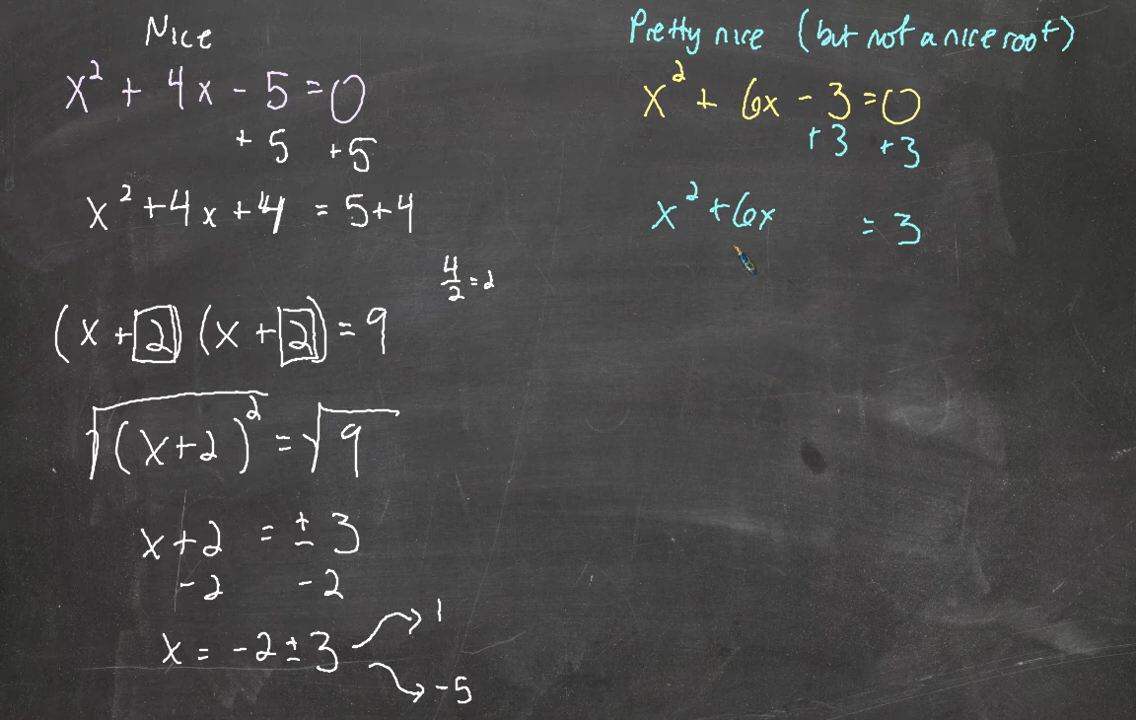 Nice
x² + 4x - 5 = 0
+ 5 + 5
x² + 4x + 4 = 5 + 4
4/2 = 2
(x + 2) (x + 2) = 9
√(x + 2)² = √9
x + 2 = ± 3
- 2 - 2
x = -2 ± 3 → 1
→ -5
Pretty nice (but not a nice root)
x² + 6x - 3 = 0
+ 3 + 3
x² + 6x = 3